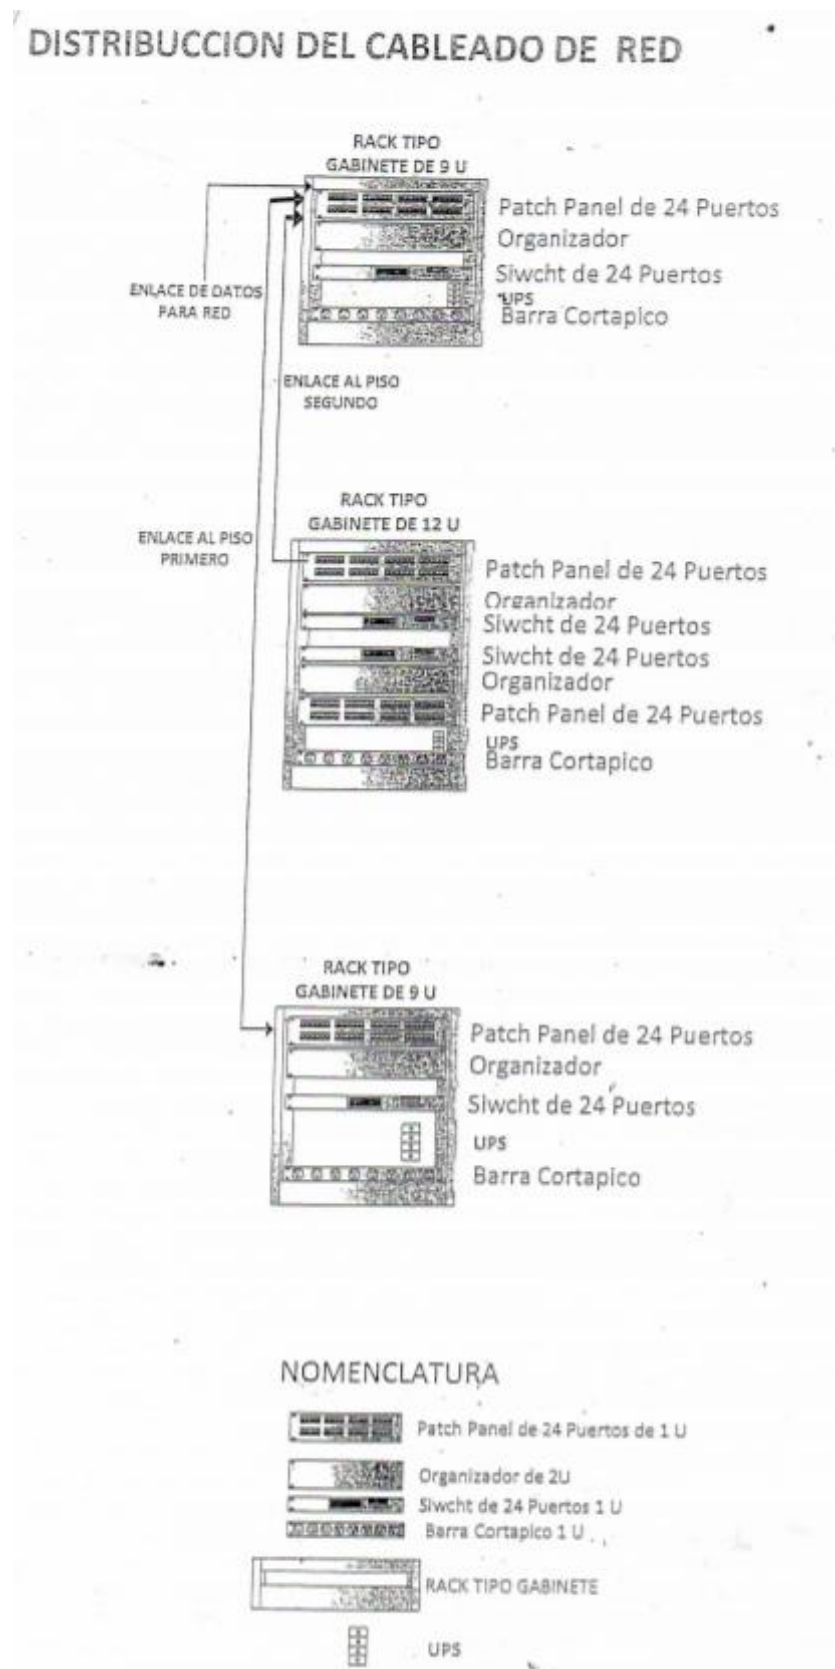 DISTRIBUCCION DEL CABLEADO DE RED
RACK TIPO
GABINETE DE 9 U
Patch Panel de 24 Puertos
Organizador
Siwcht de 24 Puertos
UPS
Barra Cortapico
ENLACE DE DATOS
PARA RED
ENLACE AL PISO
SEGUNDO
RACK TIPO
GABINETE DE 12 U
ENLACE AL PISO
PRIMERO
Patch Panel de 24 Puertos
Organizador
Siwcht de 24 Puertos
Siwcht de 24 Puertos
Organizador
Patch Panel de 24 Puertos
UPS
Barra Cortapico
RACK TIPO
GABINETE DE 9 U
Patch Panel de 24 Puertos
Organizador
Siwcht de 24 Puertos
UPS
Barra Cortapico
NOMENCLATURA
Patch Panel de 24 Puertos de 1 U
Organizador de 2U
Siwcht de 24 Puertos 1 U
Barra Cortapico 1 U
RACK TIPO GABINETE
UPS